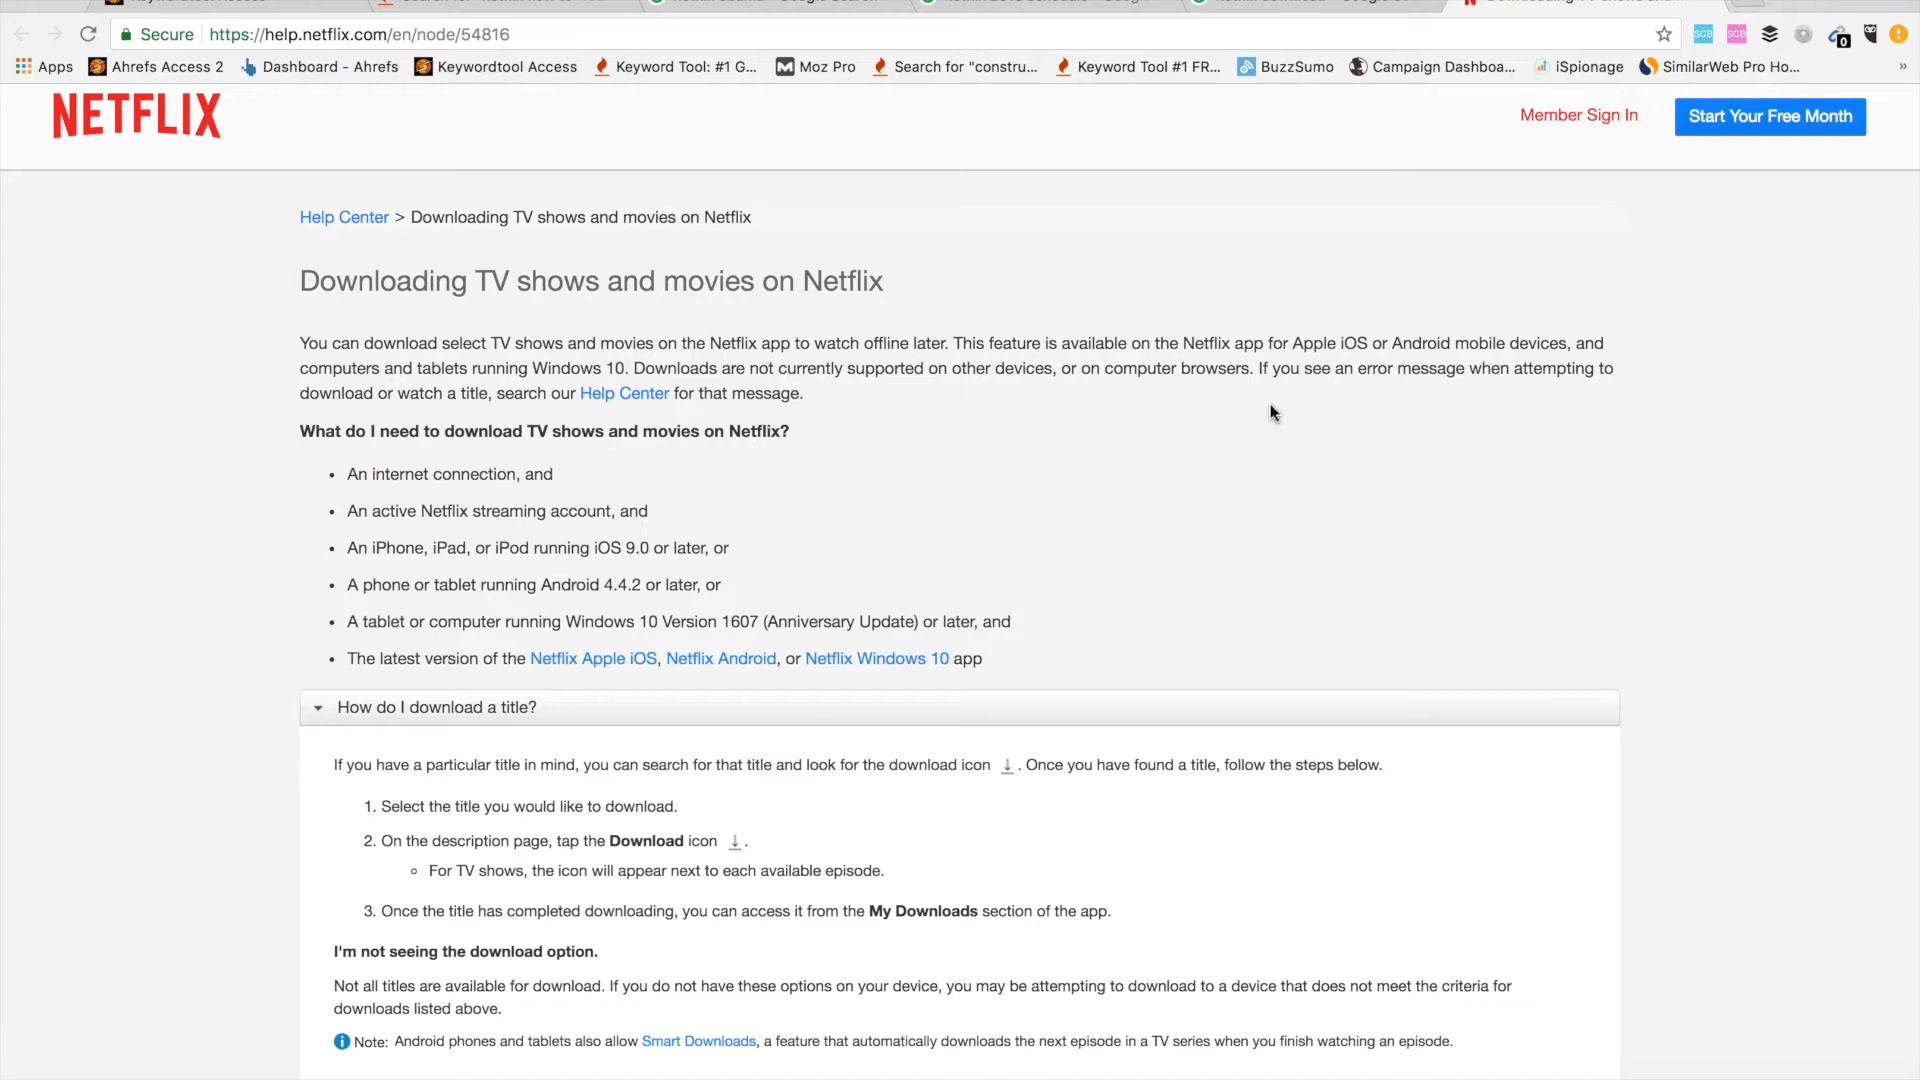 Secure https://help.netflix.com/en/node/54816
Apps Ahrefs Access 2 Dashboard - Ahrefs Keywordtool Access Keyword Tool: #1 G... Moz Pro Search for "constru... Keyword Tool #1 FR... BuzzSumo Campaign Dashboa... iSpionage SimilarWeb Pro Ho... »
NETFLIX
Member Sign In
Start Your Free Month
Help Center > Downloading TV shows and movies on Netflix
Downloading TV shows and movies on Netflix
You can download select TV shows and movies on the Netflix app to watch offline later. This feature is available on the Netflix app for Apple iOS or Android mobile devices, and
computers and tablets running Windows 10. Downloads are not currently supported on other devices, or on computer browsers. If you see an error message when attempting to
download or watch a title, search our Help Center for that message.
What do I need to download TV shows and movies on Netflix?
• An internet connection, and
• An active Netflix streaming account, and
• An iPhone, iPad, or iPod running iOS 9.0 or later, or
• A phone or tablet running Android 4.4.2 or later, or
• A tablet or computer running Windows 10 Version 1607 (Anniversary Update) or later, and
• The latest version of the Netflix Apple iOS, Netflix Android, or Netflix Windows 10 app
How do I download a title?
If you have a particular title in mind, you can search for that title and look for the download icon . Once you have found a title, follow the steps below.
1. Select the title you would like to download.
2. On the description page, tap the Download icon .
For TV shows, the icon will appear next to each available episode.
3. Once the title has completed downloading, you can access it from the My Downloads section of the app.
I'm not seeing the download option.
Not all titles are available for download. If you do not have these options on your device, you may be attempting to download to a device that does not meet the criteria for
downloads listed above.
Note: Android phones and tablets also allow Smart Downloads, a feature that automatically downloads the next episode in a TV series when you finish watching an episode.